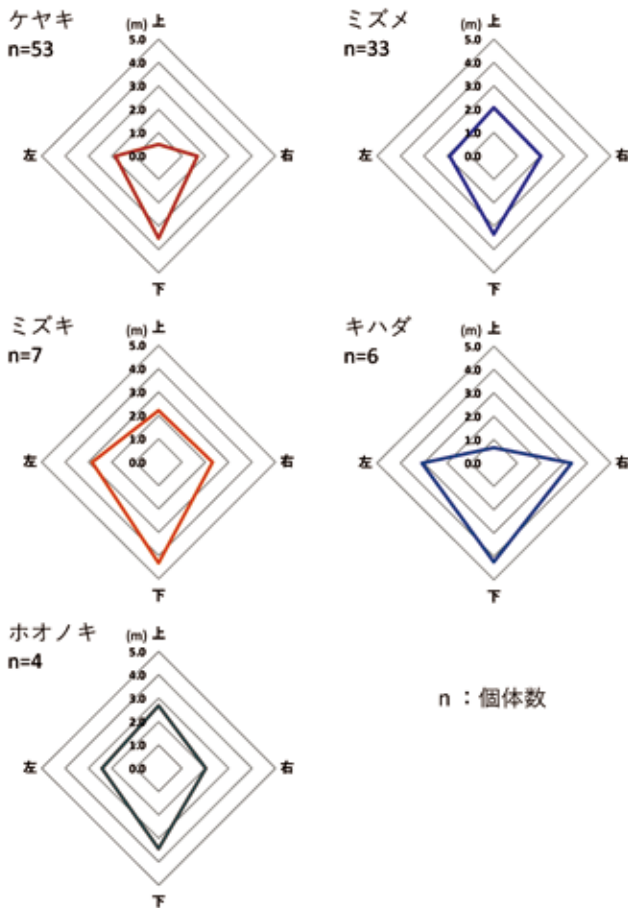 ケヤキ
n=53
(m) 上
5.0
4.0
3.0
2.0
1.0
0.0
左
右
下
ミズメ
n=33
(m) 上
5.0
4.0
3.0
2.0
1.0
0.0
左
右
下
ミズキ
n=7
(m) 上
5.0
4.0
3.0
2.0
1.0
0.0
左
右
下
キハダ
n=6
(m) 上
5.0
4.0
3.0
2.0
1.0
0.0
左
右
下
ホオノキ
n=4
(m) 上
5.0
4.0
3.0
2.0
1.0
0.0
左
右
下
n ：個体数